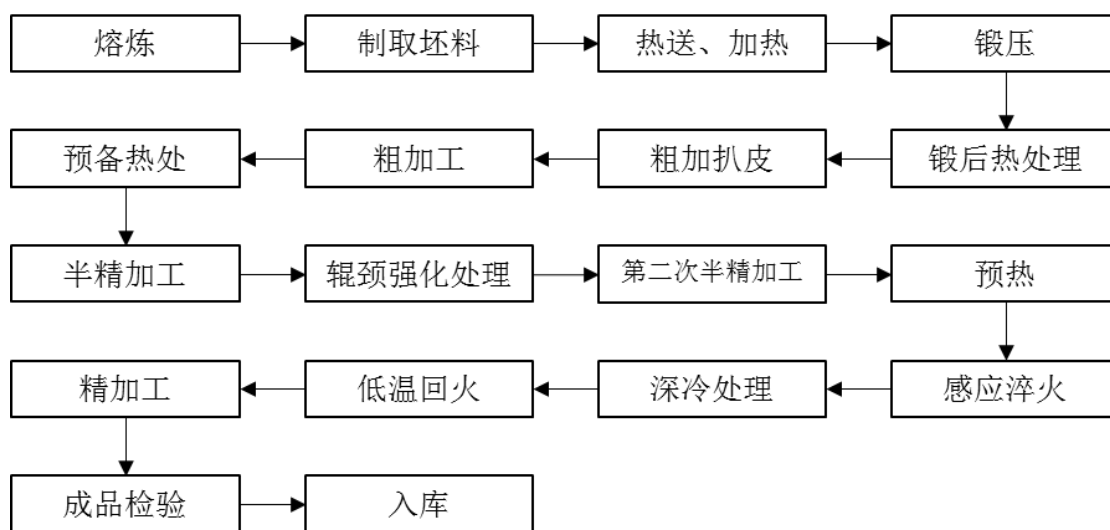 熔炼
制取坯料
热送、加热
锻压
锻后热处理
粗加扒皮
粗加工
预备热处
半精加工
辊颈强化处理
第二次半精加工
预热
感应淬火
深冷处理
低温回火
精加工
成品检验
入库